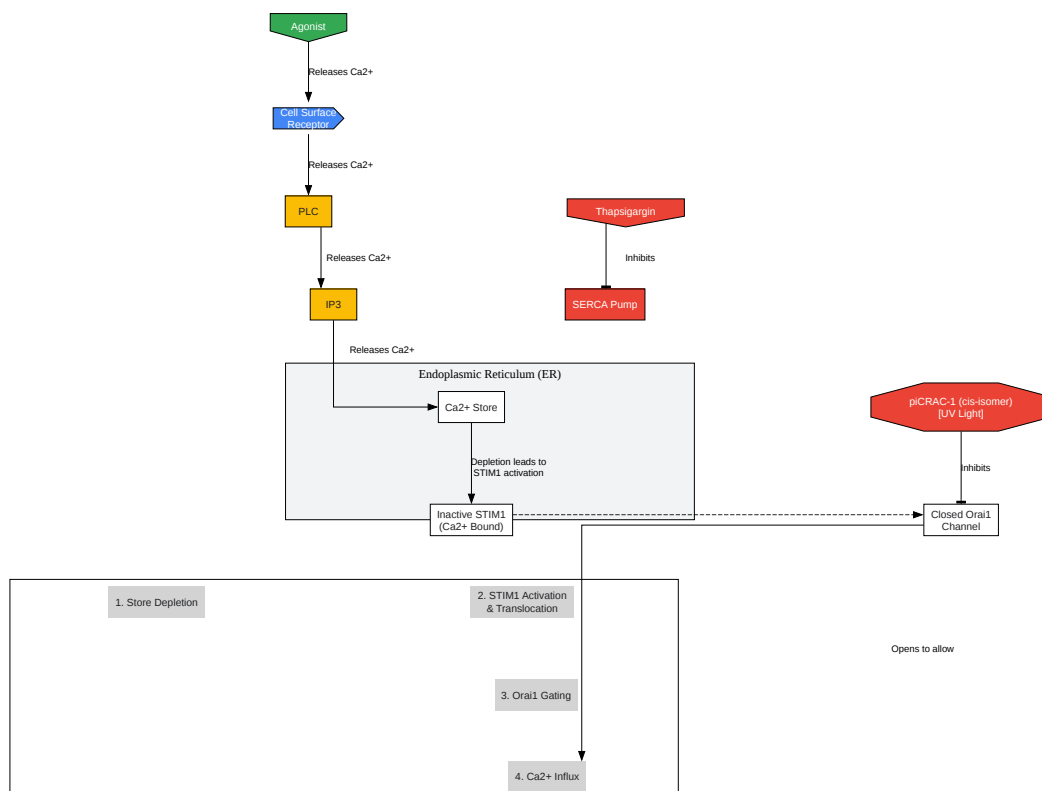 Agonist
Releases Ca2+
Cell Surface
Receptor
Releases Ca2+
PLC
Thapsigargin
Releases Ca2+
Inhibits
IP3
SERCA Pump
Releases Ca2+
Endoplasmic Reticulum (ER)
Ca2+ Store
piCRAC-1 (cis-isomer)
[UV Light]
Depletion leads to
STIM1 activation
Inhibits
Inactive STIM1
(Ca2+ Bound)
Closed Orai1
Channel
1. Store Depletion
2. STIM1 Activation
& Translocation
Opens to allow
3. Orai1 Gating
4. Ca2+ Influx